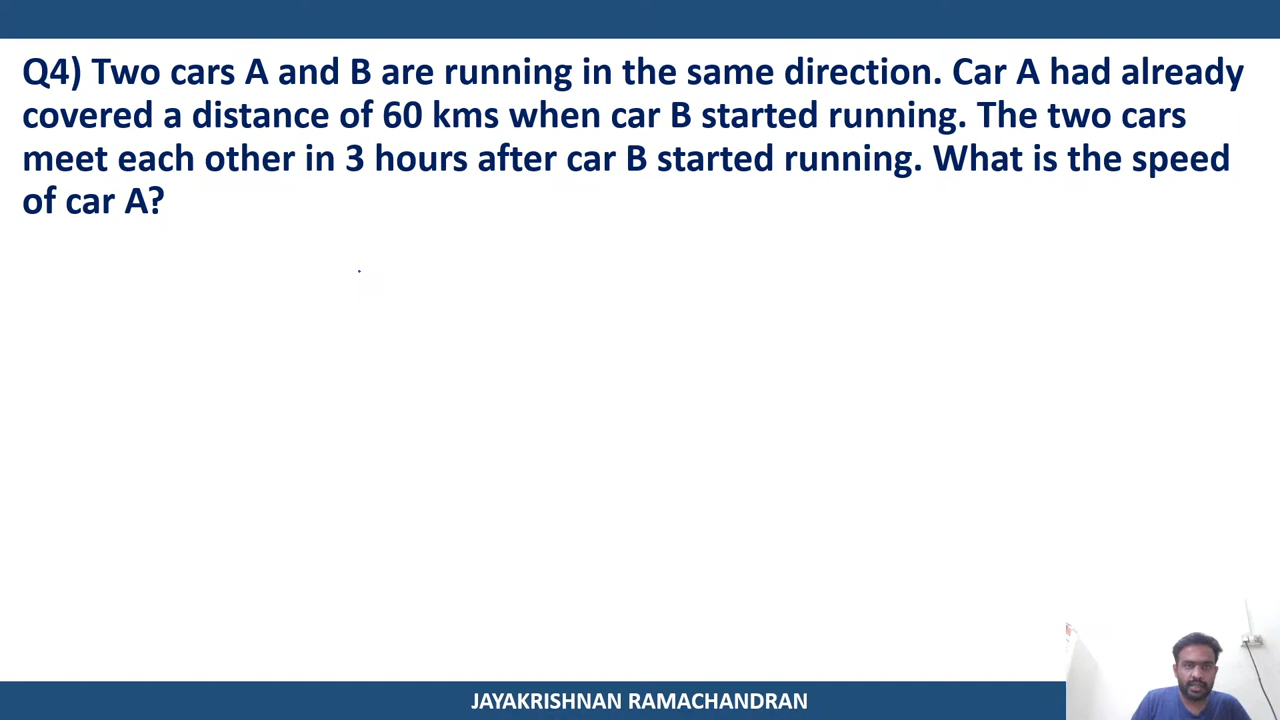 Q4) Two cars A and B are running in the same direction. Car A had already
covered a distance of 60 kms when car B started running. The two cars
meet each other in 3 hours after car B started running. What is the speed
of car A?
JAYAKRISHNAN RAMACHANDRAN